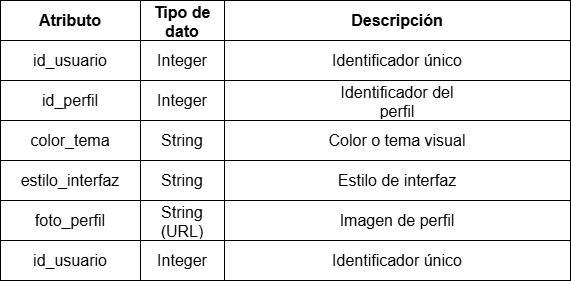 Atributo Tipo de dato Descripción
id_usuario Integer Identificador único
id_perfil Integer Identificador del perfil
color_tema String Color o tema visual
estilo_interfaz String Estilo de interfaz
foto_perfil String (URL) Imagen de perfil
id_usuario Integer Identificador único